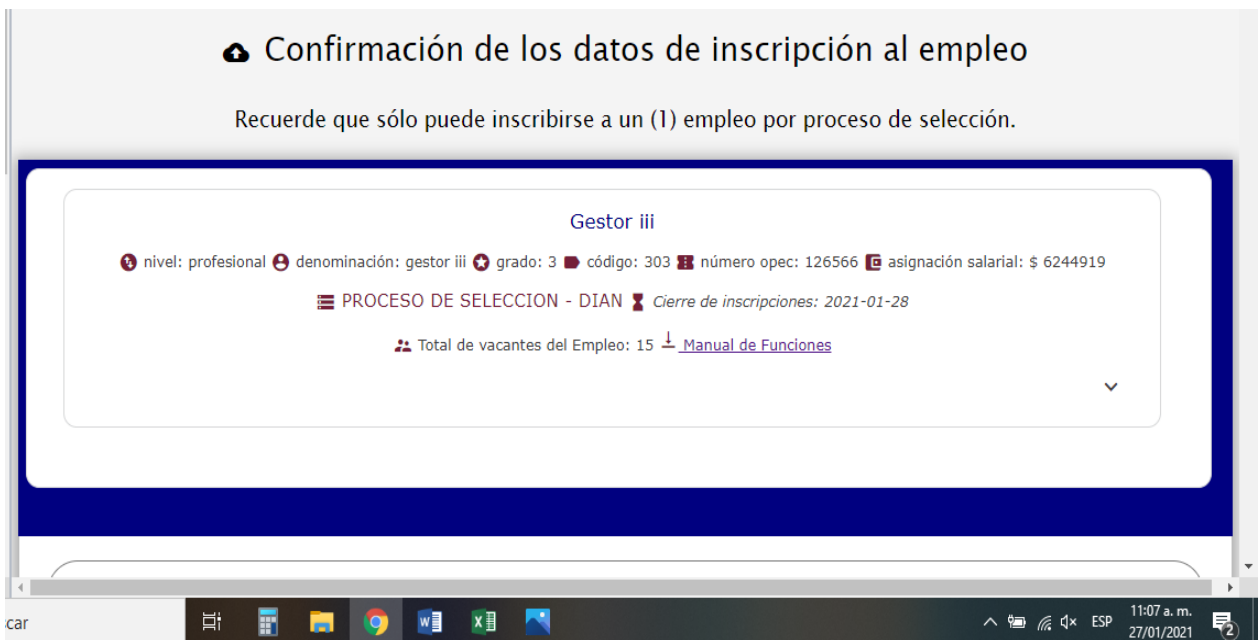 Confirmación de los datos de inscripción al empleo
Recuerde que sólo puede inscribirse a un (1) empleo por proceso de selección.
Gestor iii
nivel: profesional denominación: gestor iii grado: 3 código: 303 número opec: 126566 asignación salarial: $ 6244919
PROCESO DE SELECCION - DIAN Cierre de inscripciones: 2021-01-28
Total de vacantes del Empleo: 15 Manual de Funciones
car
ESP
11:07 a. m.
27/01/2021
2